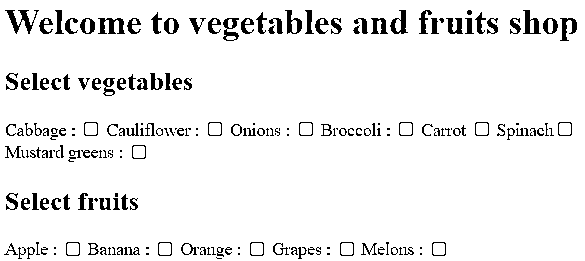 Welcome to vegetables and fruits shop
Select vegetables
Cabbage : Cauliflower : Onions : Broccoli : Carrot Spinach
Mustard greens :
Select fruits
Apple : Banana : Orange : Grapes : Melons :